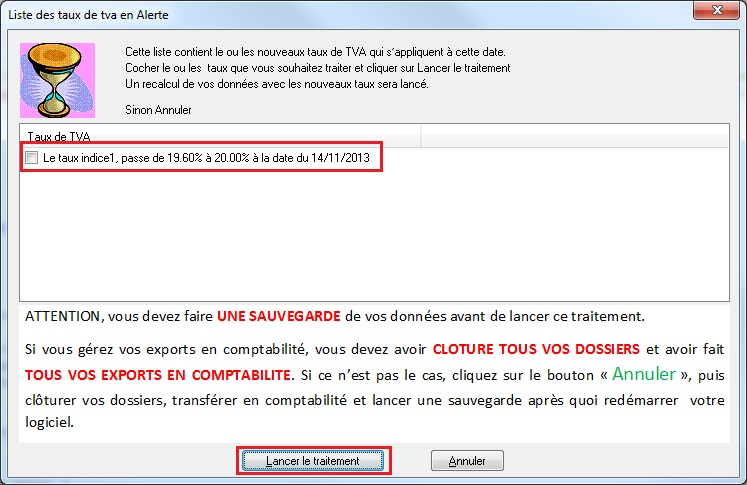 Liste des taux de tva en Alerte
Cette liste contient le ou les nouveaux taux de TVA qui s'appliquent à cette date.
Cocher le ou les taux que vous souhaitez traiter et cliquer sur Lancer le traitement
Un recalcul de vos données avec les nouveaux taux sera lancé.
Sinon Annuler
Taux de TVA
Le taux indice1, passe de 19.60% à 20.00% à la date du 14/11/2013
ATTENTION, vous devez faire UNE SAUVEGARDE de vos données avant de lancer ce traitement.
Si vous gérez vos exports en comptabilité, vous devez avoir CLOTURE TOUS VOS DOSSIERS et avoir fait
TOUS VOS EXPORTS EN COMPTABILITE. Si ce n'est pas le cas, cliquez sur le bouton « Annuler », puis
clôturer vos dossiers, transférer en comptabilité et lancer une sauvegarde après quoi redémarrer votre
logiciel.
Lancer le traitement
Annuler